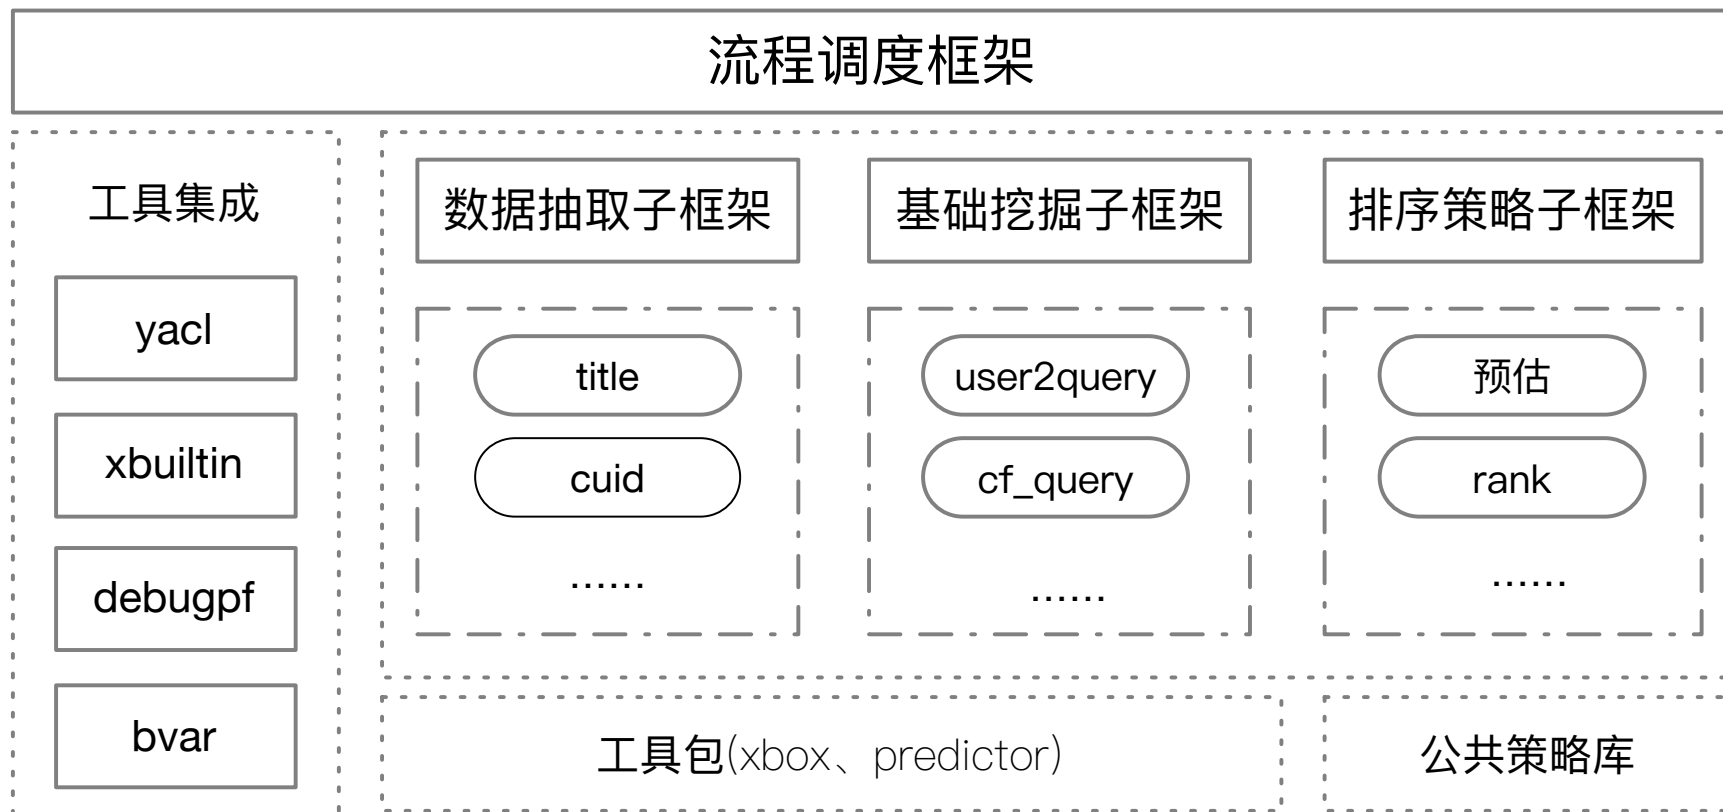 流程调度框架
工具集成
yacl
xbuiltin
debugpf
bvar
数据抽取子框架
title
cuid
......
基础挖掘子框架
user2query
cf_query
......
排序策略子框架
预估
rank
......
工具包(xbox、predictor)
公共策略库